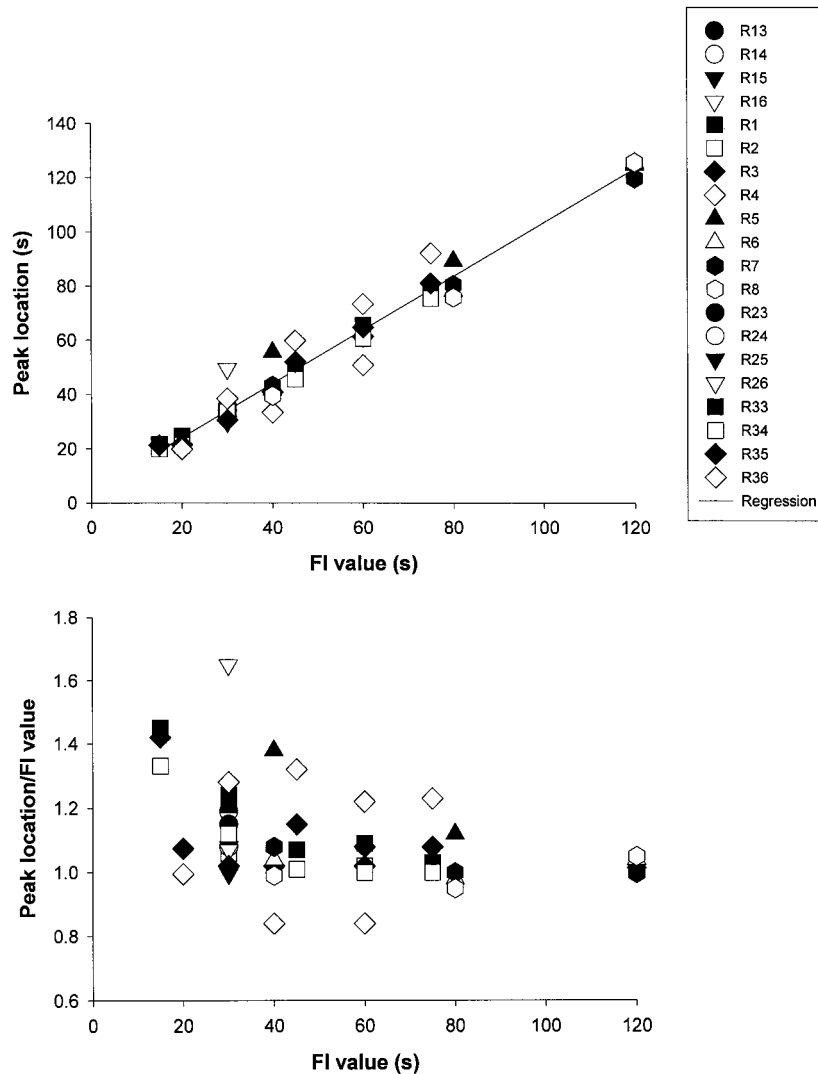 R13
R14
R15
R16
R1
R2
R3
R4
R5
R6
R7
R8
R23
R24
R25
R26
R33
R34
R35
R36
Regression
Peak location (s)
140
120
100
80
60
40
20
0
0 20 40 60 80 100 120
FI value (s)
Peak location/FI value
1.8
1.6
1.4
1.2
1.0
0.8
0.6
0 20 40 60 80 100 120
FI value (s)